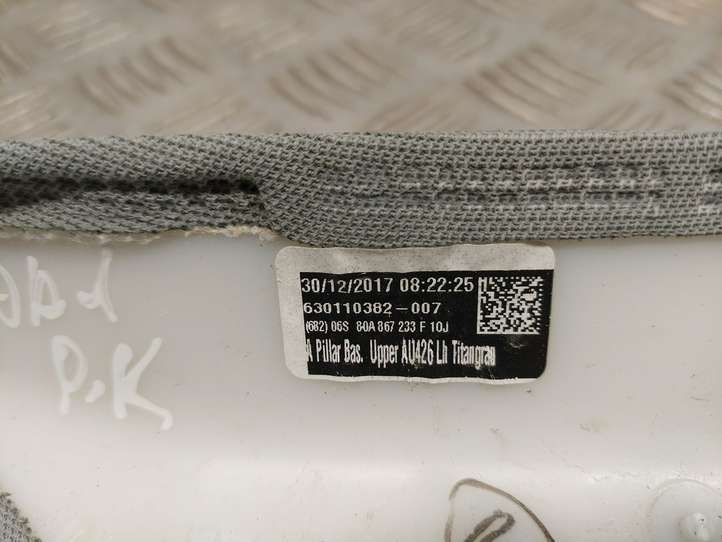 30/12/2017 08:22:25
630110382-007
(682) 06S 80A 867 233 F 10J
A Pillar Bas. Upper AU426 Lh Titangrau
P.K